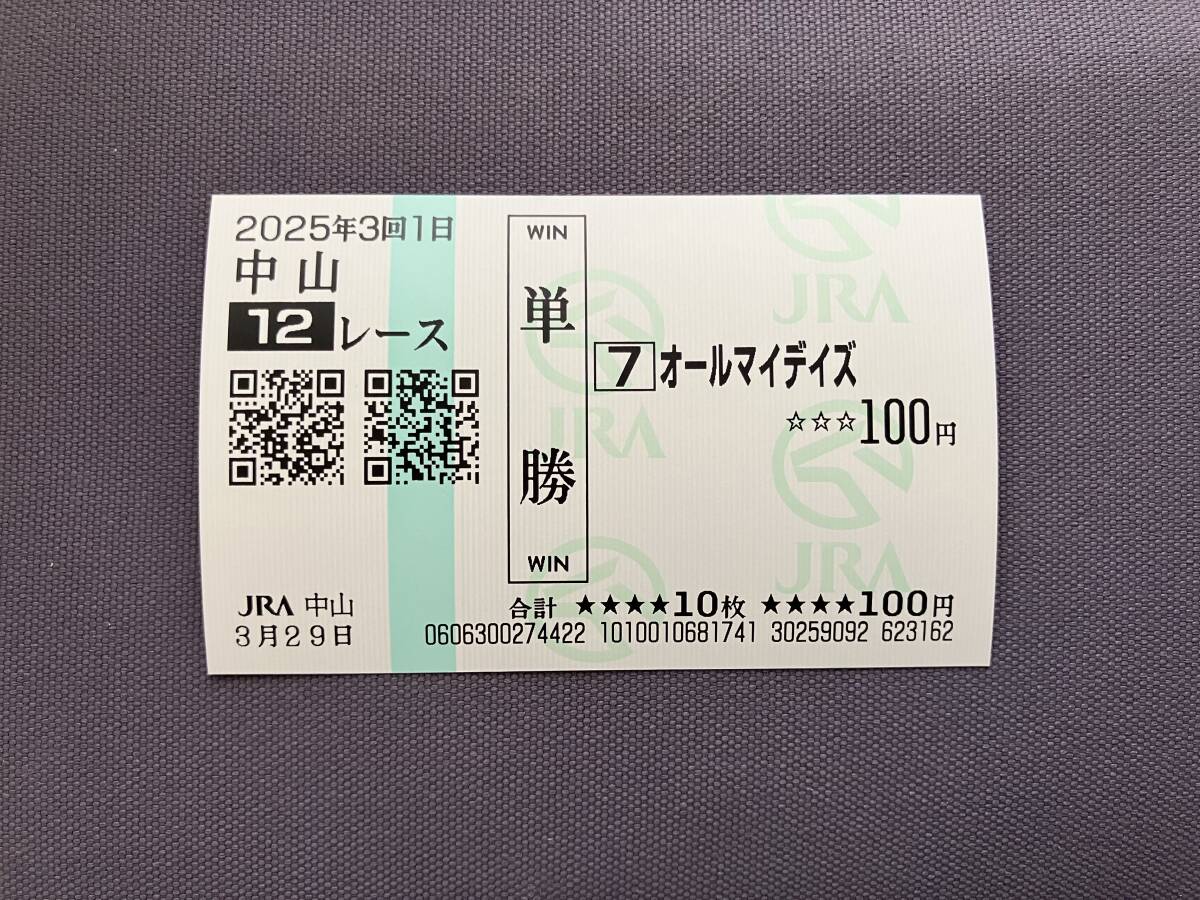 2025年3回1日
中山
12レース
JRA 中山
3月29日
WIN
単勝
WIN
7 オールマイデイズ
☆☆☆100円
合計 ★★★★10枚 ★★★★100円
0606300274422 1010010681741 30259092 623162
JRA
JRA
JRA